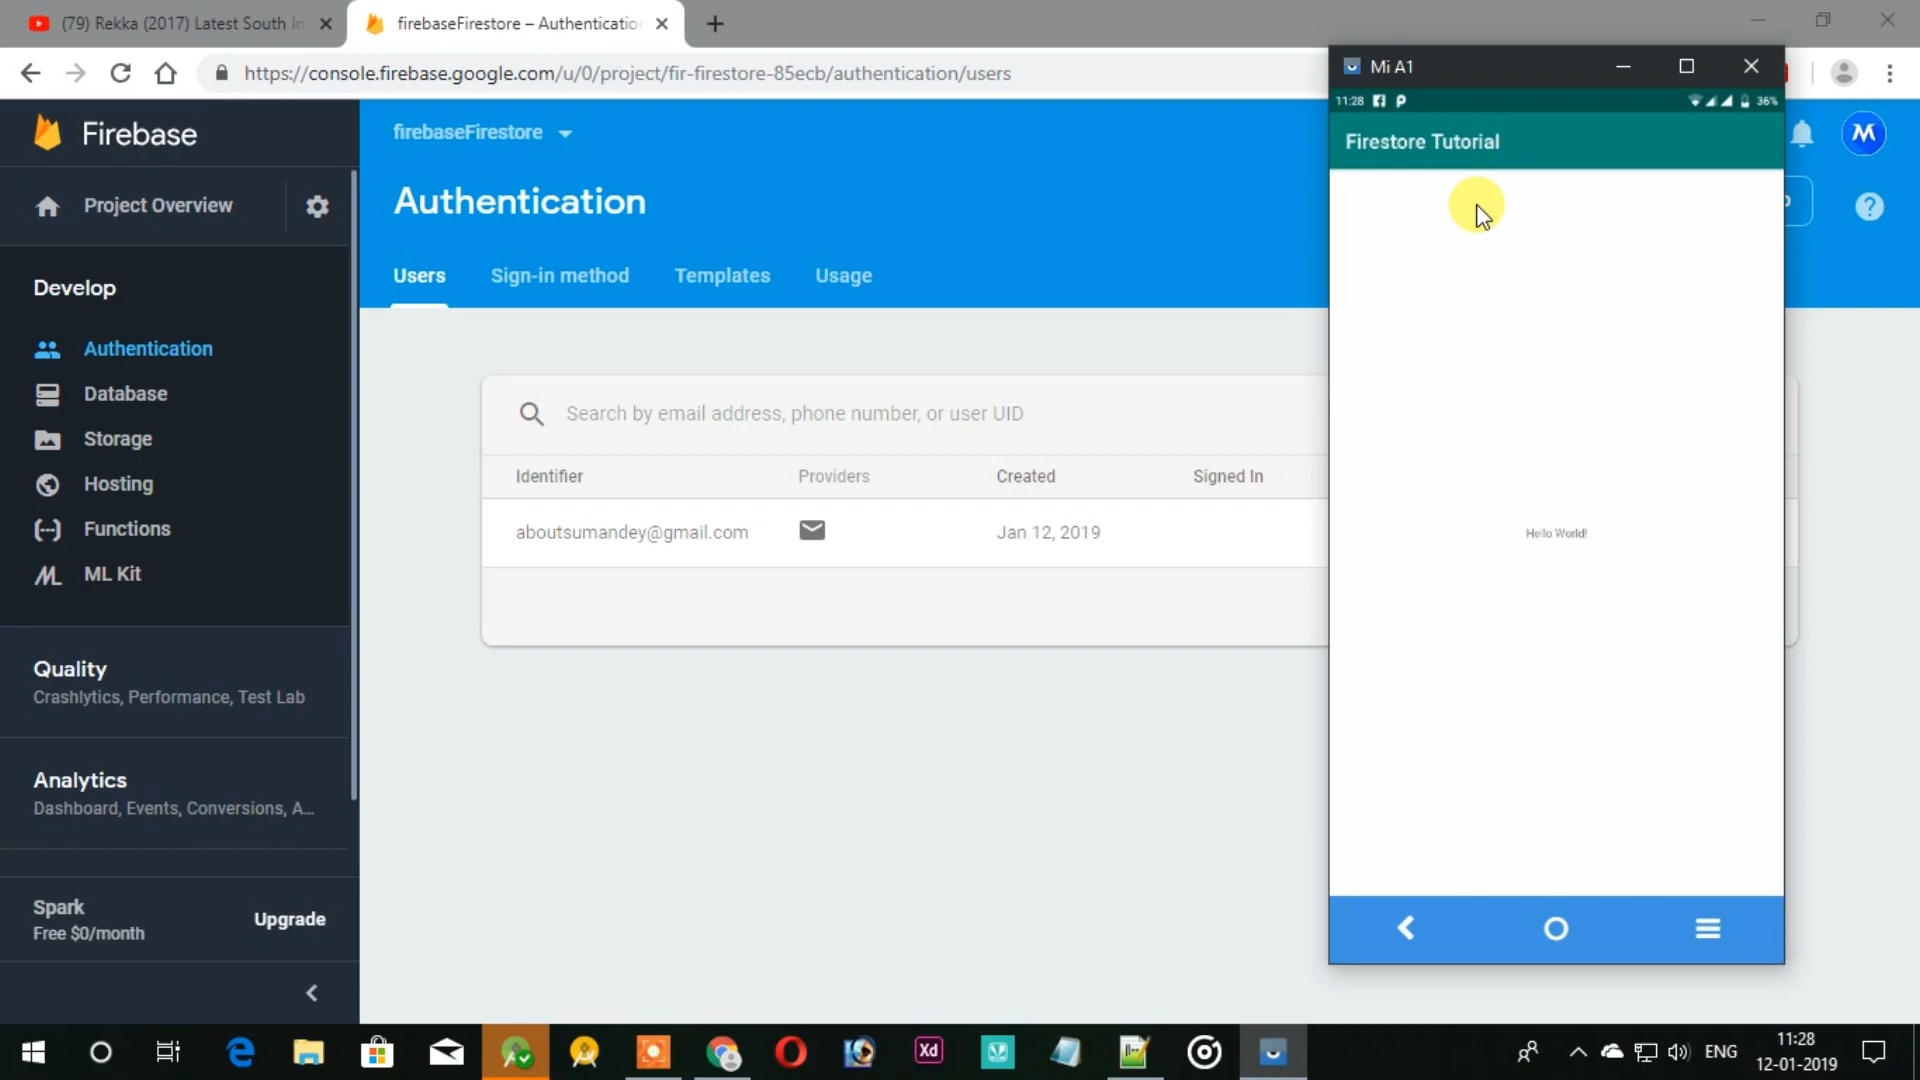 (79) Rekka (2017) Latest South In
firebaseFirestore – Authentication
https://console.firebase.google.com/u/0/project/fir-firestore-85ecb/authentication/users
Mi A1
11:28
36%
Firestore Tutorial
Hello World!
Firebase
Project Overview
Develop
Authentication
Database
Storage
Hosting
Functions
ML Kit
Quality
Crashlytics, Performance, Test Lab
Analytics
Dashboard, Events, Conversions, A...
Spark
Free $0/month
Upgrade
firebaseFirestore
Authentication
Users Sign-in method Templates Usage
Search by email address, phone number, or user UID
Identifier Providers Created Signed In
aboutsumandey@gmail.com Jan 12, 2019
Xd
ENG
11:28
12-01-2019